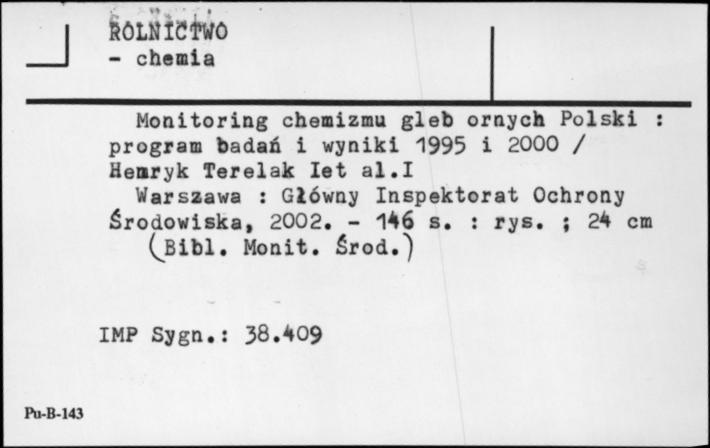 ROLNICTWO
- chemia
Monitoring chemizmu gleb ornych Polski :
program badań i wyniki 1995 i 2000 /
Henryk Terelak Iet al.I
Warszawa : Główny Inspektorat Ochrony
Środowiska, 2002. - 146 s. : rys. ; 24 cm
(Bibl. Monit. Środ.)
IMP Sygn.: 38.409
Pu-B-143